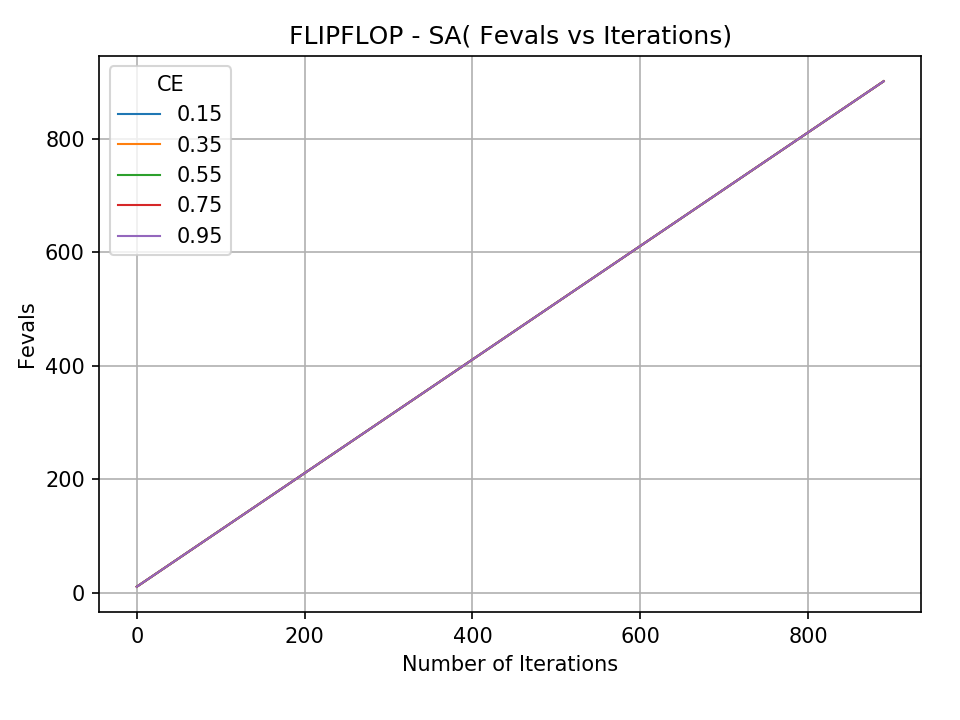 FLIPFLOP - SA( Fevals vs Iterations)
CE
0.15
0.35
0.55
0.75
0.95
Fevals
800
600
400
200
0
0 200 400 600 800
Number of Iterations